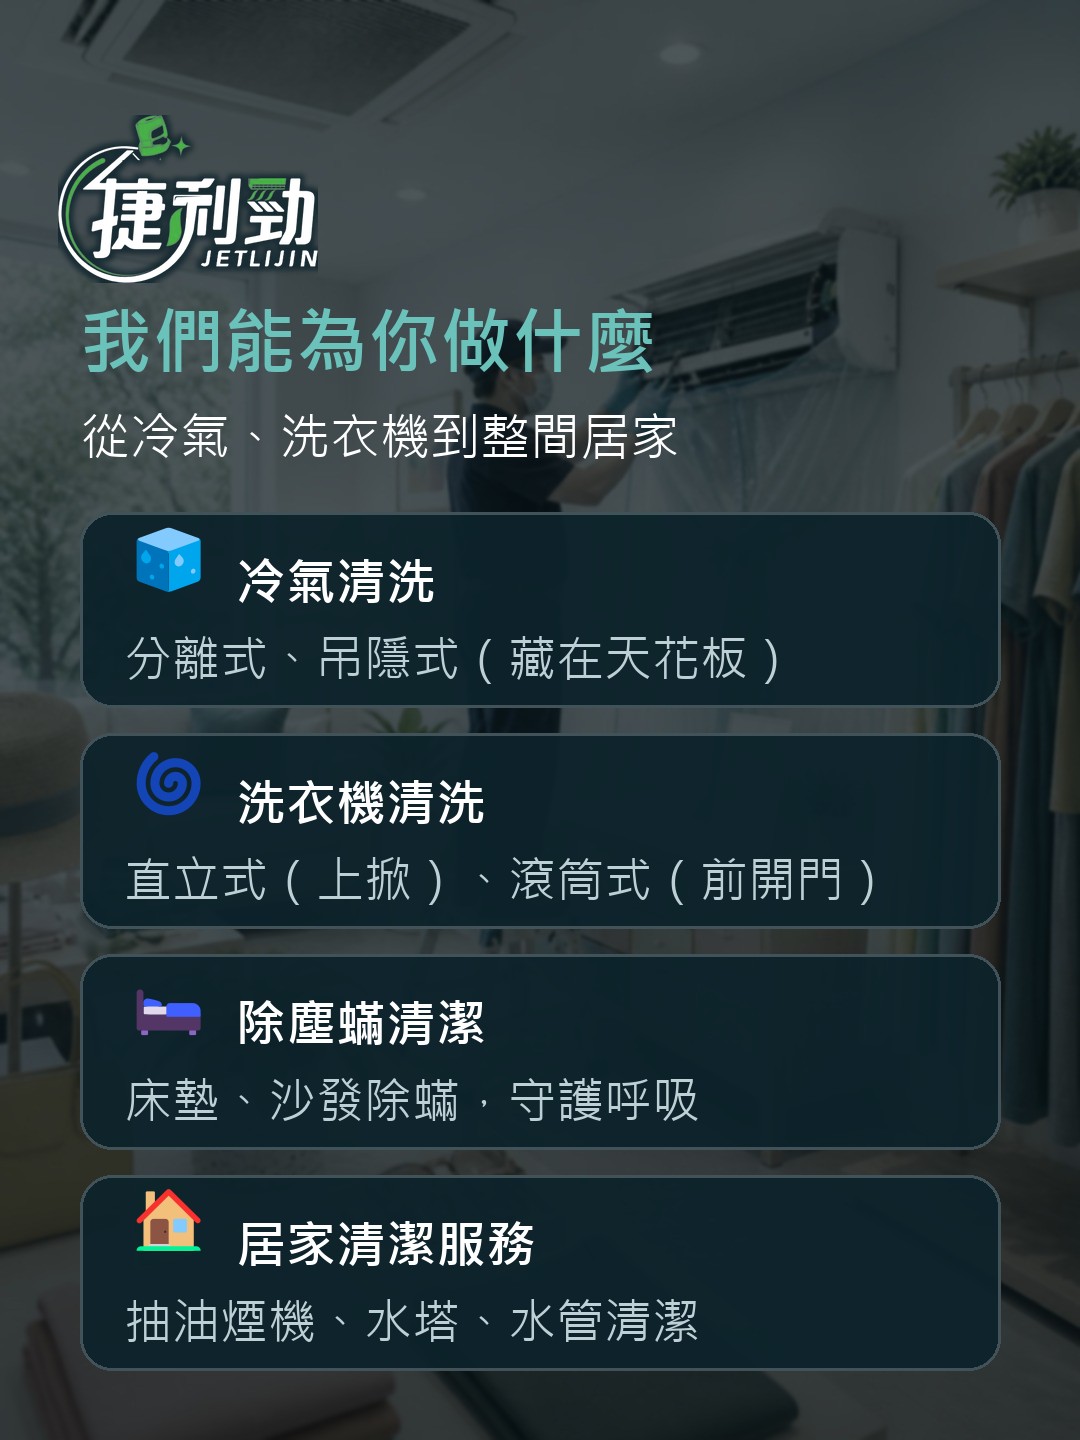 捷利勁
JETLIJIN
我們能為你做什麼
從冷氣、洗衣機到整間居家
冷氣清洗
分離式、吊隱式（藏在天花板）
洗衣機清洗
直立式（上掀）、滾筒式（前開門）
除塵蟎清潔
床墊、沙發除蟎，守護呼吸
居家清潔服務
抽油煙機、水塔、水管清潔